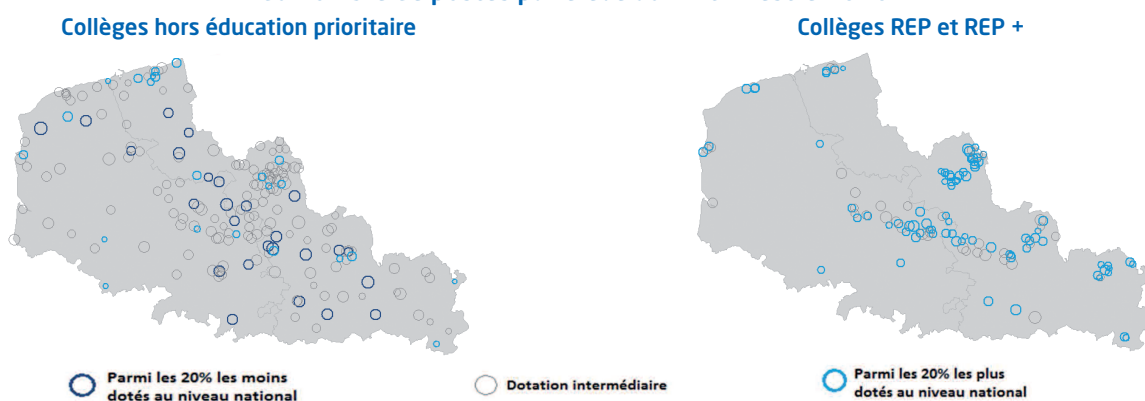 Collèges hors éducation prioritaire
Collèges REP et REP +
Parmi les 20% les moins
dotés au niveau national
Dotation intermédiaire
Parmi les 20% les plus
dotés au niveau national